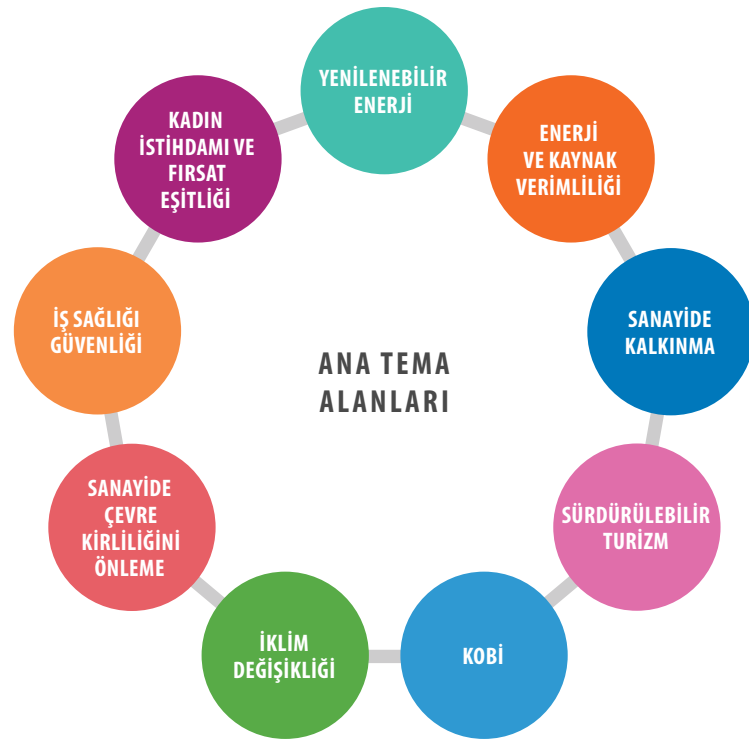 YENİLENEBİLİR
ENERJİ
ENERJİ
VE KAYNAK
VERİMLİLİĞİ
SANAYİDE
KALKINMA
SÜRDÜRÜLEBİLİR
TURİZM
KOBİ
İKLİM
DEĞİŞİKLİĞİ
SANAYİDE
ÇEVRE
KİRLİLİĞİNİ
ÖNLEME
İŞ SAĞLIĞI
GÜVENLİĞİ
KADIN
İSTİHDAMI VE
FIRSAT
EŞİTLİĞİ
ANA TEMA
ALANLARI